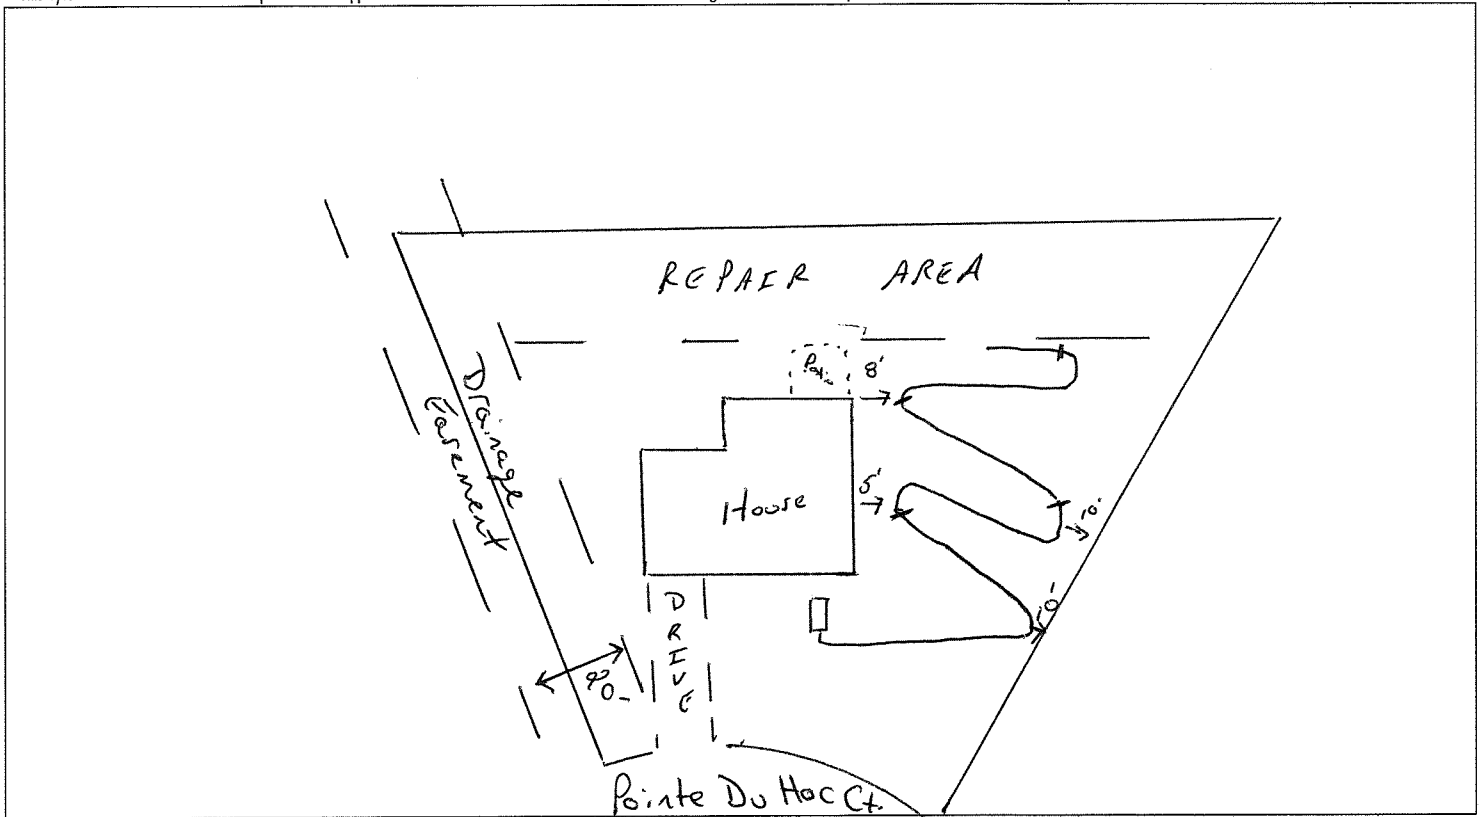 REPAIR AREA
Patio
8'
Drainage
Easement
5'
House
10'
10'
DRIVE
20'
Pointe Du Hoc Ct.